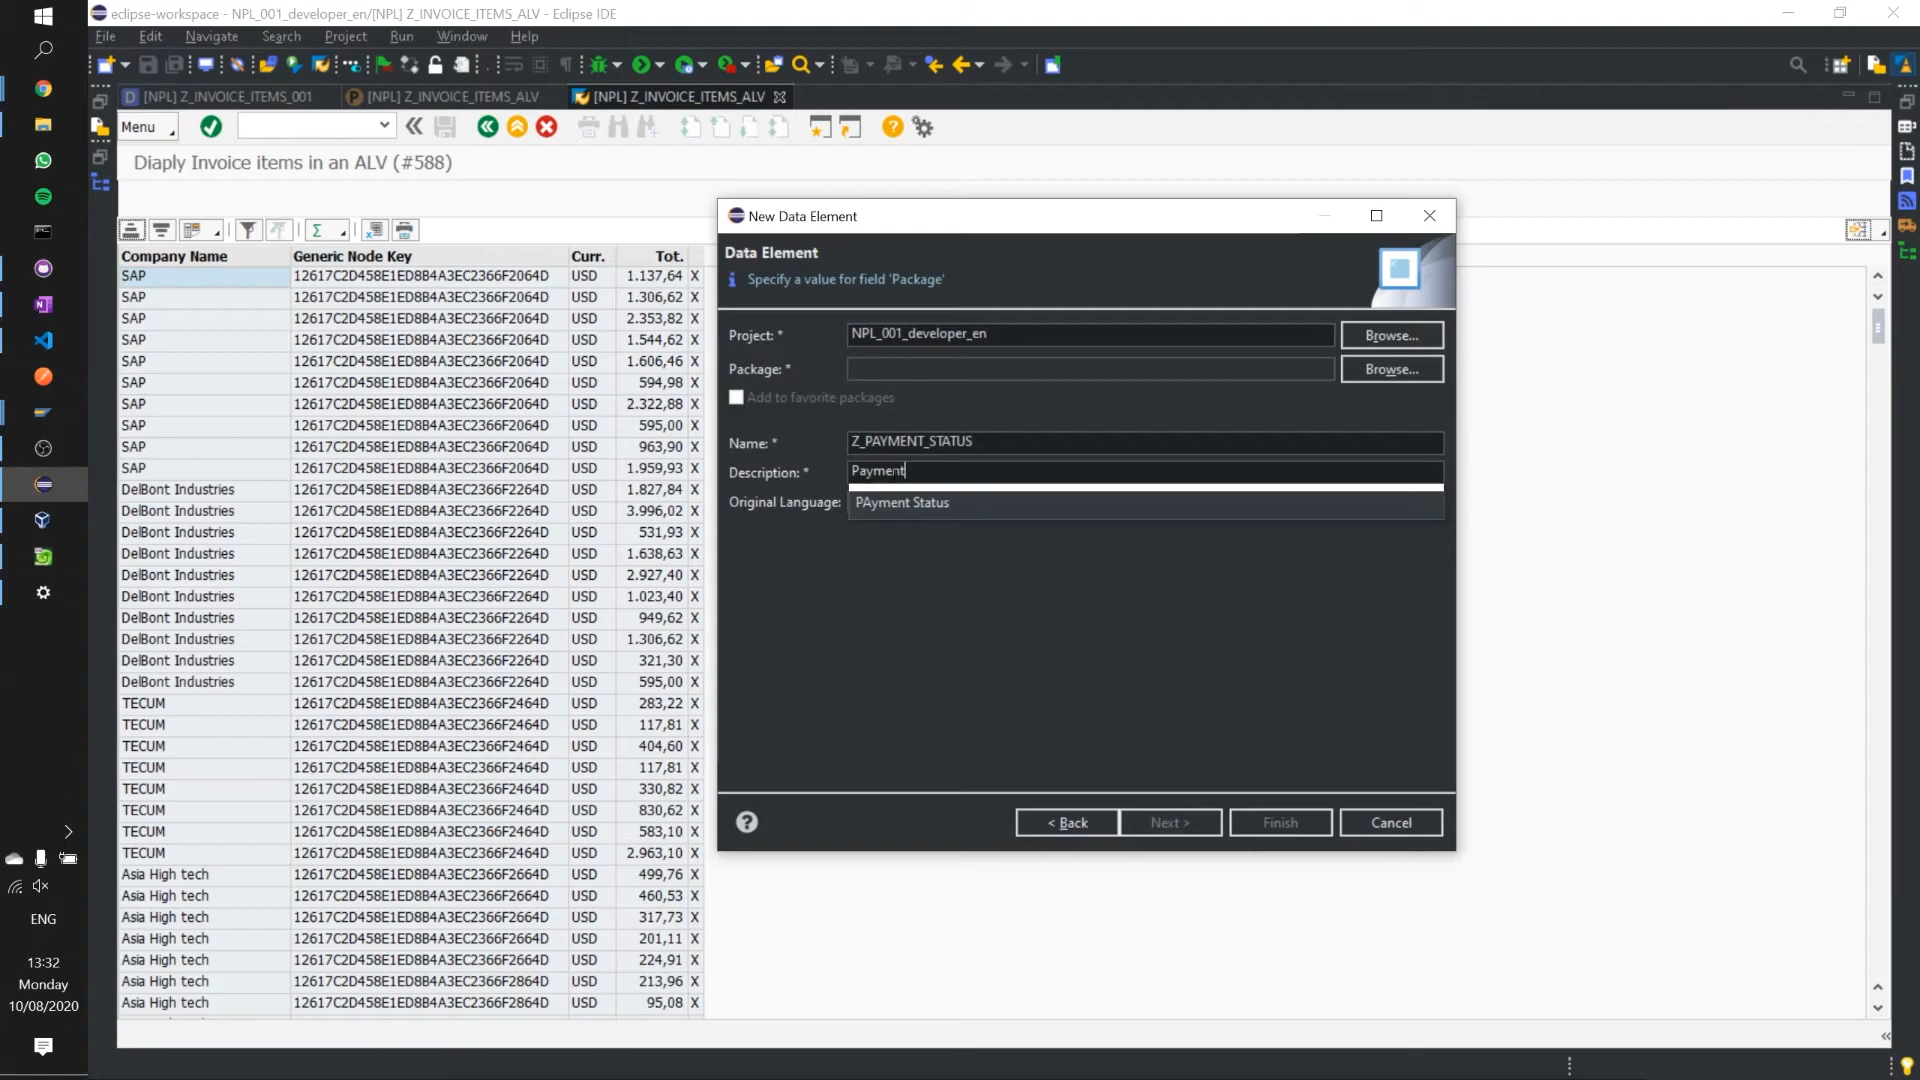 eclipse-workspace - NPL_001_developer_en/[NPL] Z_INVOICE_ITEMS_ALV - Eclipse IDE
File Edit Navigate Search Project Run Window Help
[NPL] Z_INVOICE_ITEMS_001 [NPL] Z_INVOICE_ITEMS_ALV [NPL] Z_INVOICE_ITEMS_ALV
Menu
Diaply Invoice items in an ALV (#588)
Company Name Generic Node Key Curr. Tot.
SAP 12617C2D458E1ED8B4A3EC2366F2064D USD 1.137,64 X
SAP 12617C2D458E1ED8B4A3EC2366F2064D USD 1.306,62 X
SAP 12617C2D458E1ED8B4A3EC2366F2064D USD 2.353,82 X
SAP 12617C2D458E1ED8B4A3EC2366F2064D USD 1.544,62 X
SAP 12617C2D458E1ED8B4A3EC2366F2064D USD 1.606,46 X
SAP 12617C2D458E1ED8B4A3EC2366F2064D USD 594,98 X
SAP 12617C2D458E1ED8B4A3EC2366F2064D USD 2.322,88 X
SAP 12617C2D458E1ED8B4A3EC2366F2064D USD 595,00 X
SAP 12617C2D458E1ED8B4A3EC2366F2064D USD 963,90 X
SAP 12617C2D458E1ED8B4A3EC2366F2064D USD 1.959,93 X
DelBont Industries 12617C2D458E1ED8B4A3EC2366F2264D USD 1.827,84 X
DelBont Industries 12617C2D458E1ED8B4A3EC2366F2264D USD 3.996,02 X
DelBont Industries 12617C2D458E1ED8B4A3EC2366F2264D USD 531,93 X
DelBont Industries 12617C2D458E1ED8B4A3EC2366F2264D USD 1.638,63 X
DelBont Industries 12617C2D458E1ED8B4A3EC2366F2264D USD 2.927,40 X
DelBont Industries 12617C2D458E1ED8B4A3EC2366F2264D USD 1.023,40 X
DelBont Industries 12617C2D458E1ED8B4A3EC2366F2264D USD 949,62 X
DelBont Industries 12617C2D458E1ED8B4A3EC2366F2264D USD 1.306,62 X
DelBont Industries 12617C2D458E1ED8B4A3EC2366F2264D USD 321,30 X
DelBont Industries 12617C2D458E1ED8B4A3EC2366F2264D USD 595,00 X
TECUM 12617C2D458E1ED8B4A3EC2366F2464D USD 283,22 X
TECUM 12617C2D458E1ED8B4A3EC2366F2464D USD 117,81 X
TECUM 12617C2D458E1ED8B4A3EC2366F2464D USD 404,60 X
TECUM 12617C2D458E1ED8B4A3EC2366F2464D USD 117,81 X
TECUM 12617C2D458E1ED8B4A3EC2366F2464D USD 330,82 X
TECUM 12617C2D458E1ED8B4A3EC2366F2464D USD 830,62 X
TECUM 12617C2D458E1ED8B4A3EC2366F2464D USD 583,10 X
TECUM 12617C2D458E1ED8B4A3EC2366F2464D USD 2.963,10 X
Asia High tech 12617C2D458E1ED8B4A3EC2366F2664D USD 499,76 X
Asia High tech 12617C2D458E1ED8B4A3EC2366F2664D USD 460,53 X
Asia High tech 12617C2D458E1ED8B4A3EC2366F2664D USD 317,73 X
Asia High tech 12617C2D458E1ED8B4A3EC2366F2664D USD 201,11 X
Asia High tech 12617C2D458E1ED8B4A3EC2366F2664D USD 224,91 X
Asia High tech 12617C2D458E1ED8B4A3EC2366F2864D USD 213,96 X
Asia High tech 12617C2D458E1ED8B4A3EC2366F2864D USD 95,08 X
New Data Element
Data Element
Specify a value for field 'Package'
Project: * NPL_001_developer_en Browse...
Package: * Browse...
Add to favorite packages
Name: * Z_PAYMENT_STATUS
Description: * Payment
Original Language: PAyment Status
< Back Next > Finish Cancel
ENG
13:32
Monday
10/08/2020